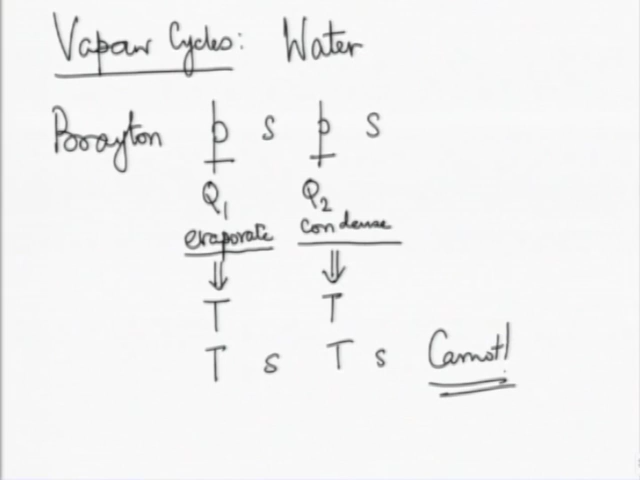 Vapour Cycles: Water
Brayton p s p s
Q1 Q2
evaporate condense
⇓ ⇓
T T
T s T s Carnot!